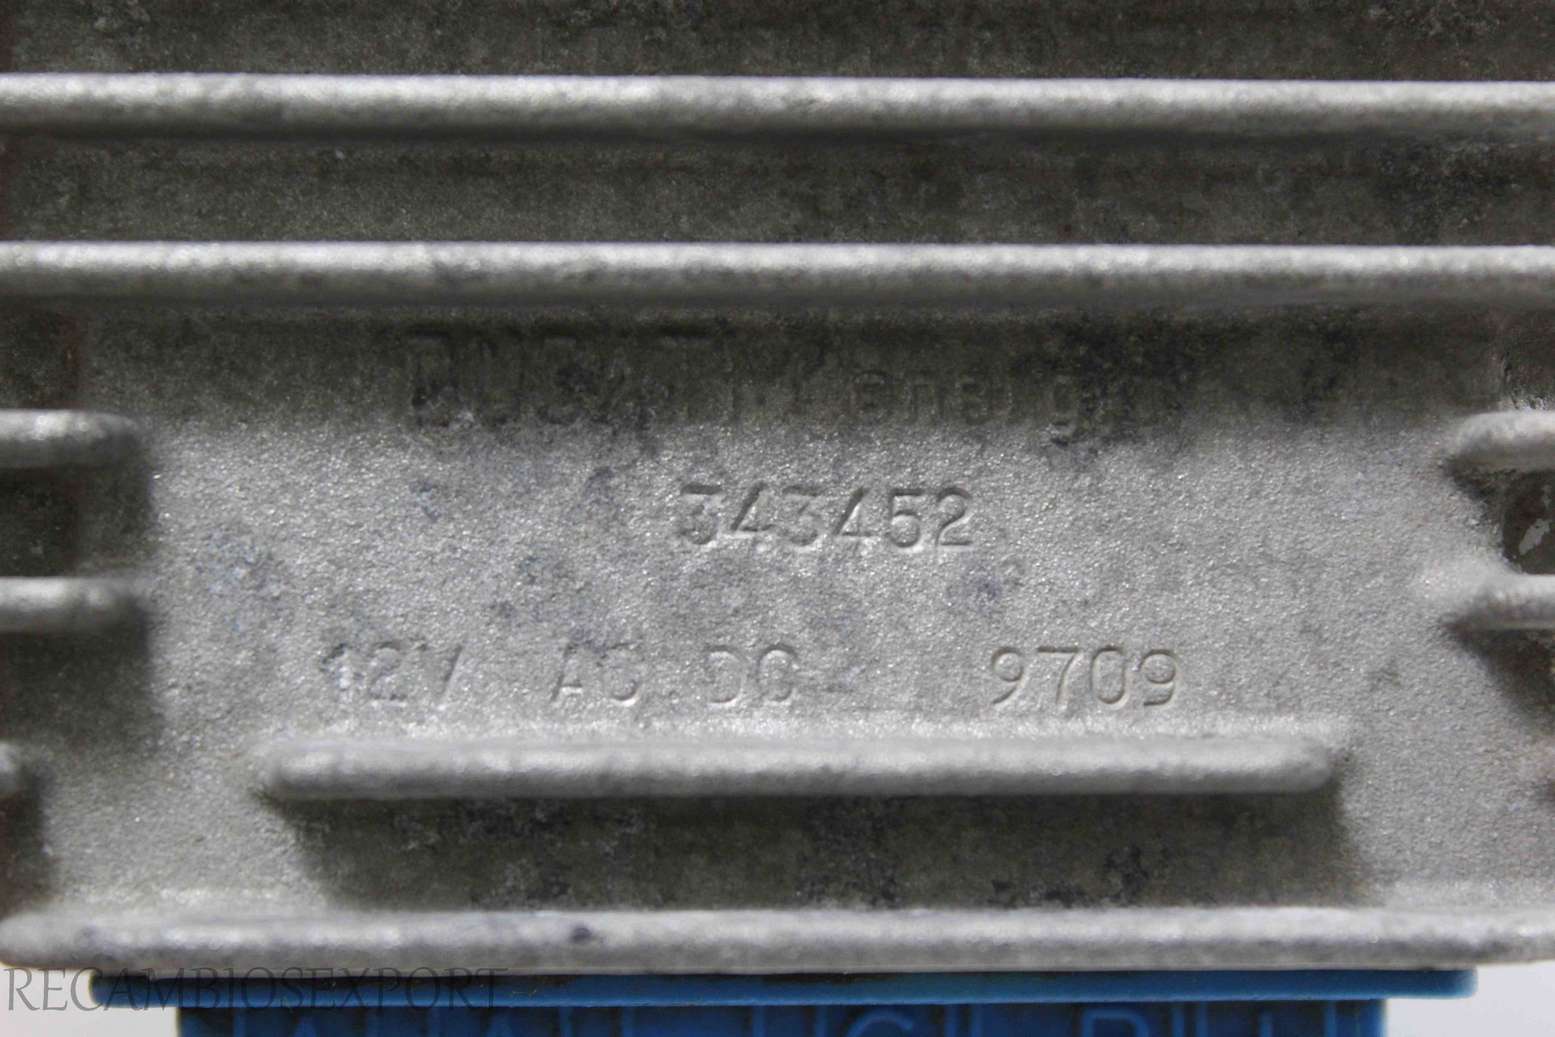 DUCATI energia
343452
12V AC.DC 9709
RECAMBIOSEXPORT